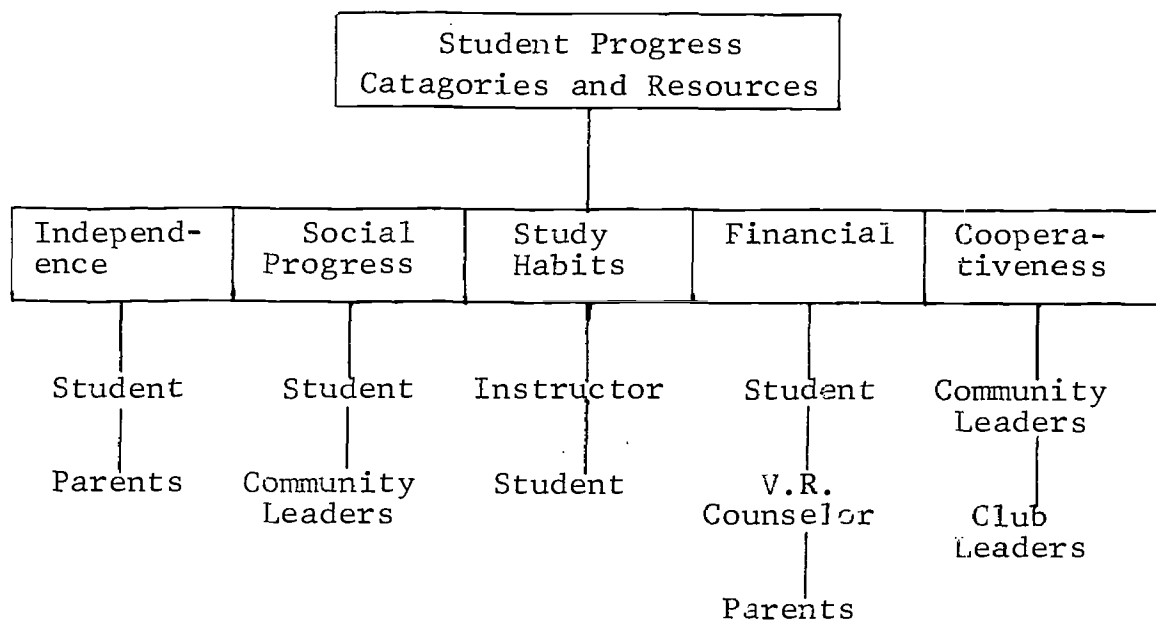 Student Progress
Catagories and Resources
Independ-
ence
Social
Progress
Study
Habits
Financial
Coopera-
tiveness
Student
Parents
Student
Community
Leaders
Instructor
Student
Student
V.R.
Counselor
Parents
Community
Leaders
Club
Leaders